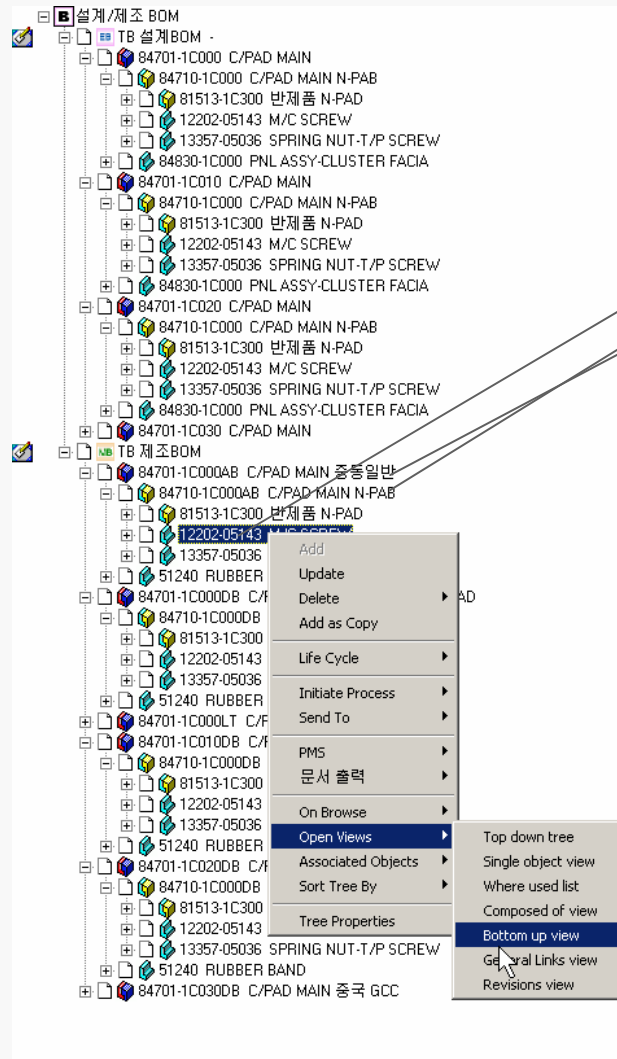 설계/제조 BOM
TB 설계BOM -
84701-1C000 C/PAD MAIN
84710-1C000 C/PAD MAIN N-PAB
81513-1C300 반제품 N-PAD
12202-05143 M/C SCREW
13357-05036 SPRING NUT-T/P SCREW
84830-1C000 PNL ASSY-CLUSTER FACIA
84701-1C010 C/PAD MAIN
84710-1C000 C/PAD MAIN N-PAB
81513-1C300 반제품 N-PAD
12202-05143 M/C SCREW
13357-05036 SPRING NUT-T/P SCREW
84830-1C000 PNL ASSY-CLUSTER FACIA
84701-1C020 C/PAD MAIN
84710-1C000 C/PAD MAIN N-PAB
81513-1C300 반제품 N-PAD
12202-05143 M/C SCREW
13357-05036 SPRING NUT-T/P SCREW
84830-1C000 PNL ASSY-CLUSTER FACIA
84701-1C030 C/PAD MAIN
TB 제조BOM
84701-1C000AB C/PAD MAIN 중동일반
84710-1C000AB C/PAD MAIN N-PAB
81513-1C300 반제품 N-PAD
12202-05143 M/C SCREW
13357-05036
51240 RUBBER
84701-1C000DB C/F AD
84710-1C000DB
81513-1C300
12202-05143
13357-05036
51240 RUBBER
84701-1C000LT C/F
84701-1C010DB C/F
84710-1C000DB
81513-1C300
12202-05143
13357-05036
51240 RUBBER
84701-1C020DB C/F
84710-1C000DB
81513-1C300
12202-05143
13357-05036 SPRING NUT-T/P SCREW
51240 RUBBER BAND
84701-1C030DB C/PAD MAIN 중국 GCC
Add
Update
Delete
Add as Copy
Life Cycle
Initiate Process
Send To
PMS
문서 출력
On Browse
Open Views
Associated Objects
Sort Tree By
Tree Properties
Top down tree
Single object view
Where used list
Composed of view
Bottom up view
General Links view
Revisions view